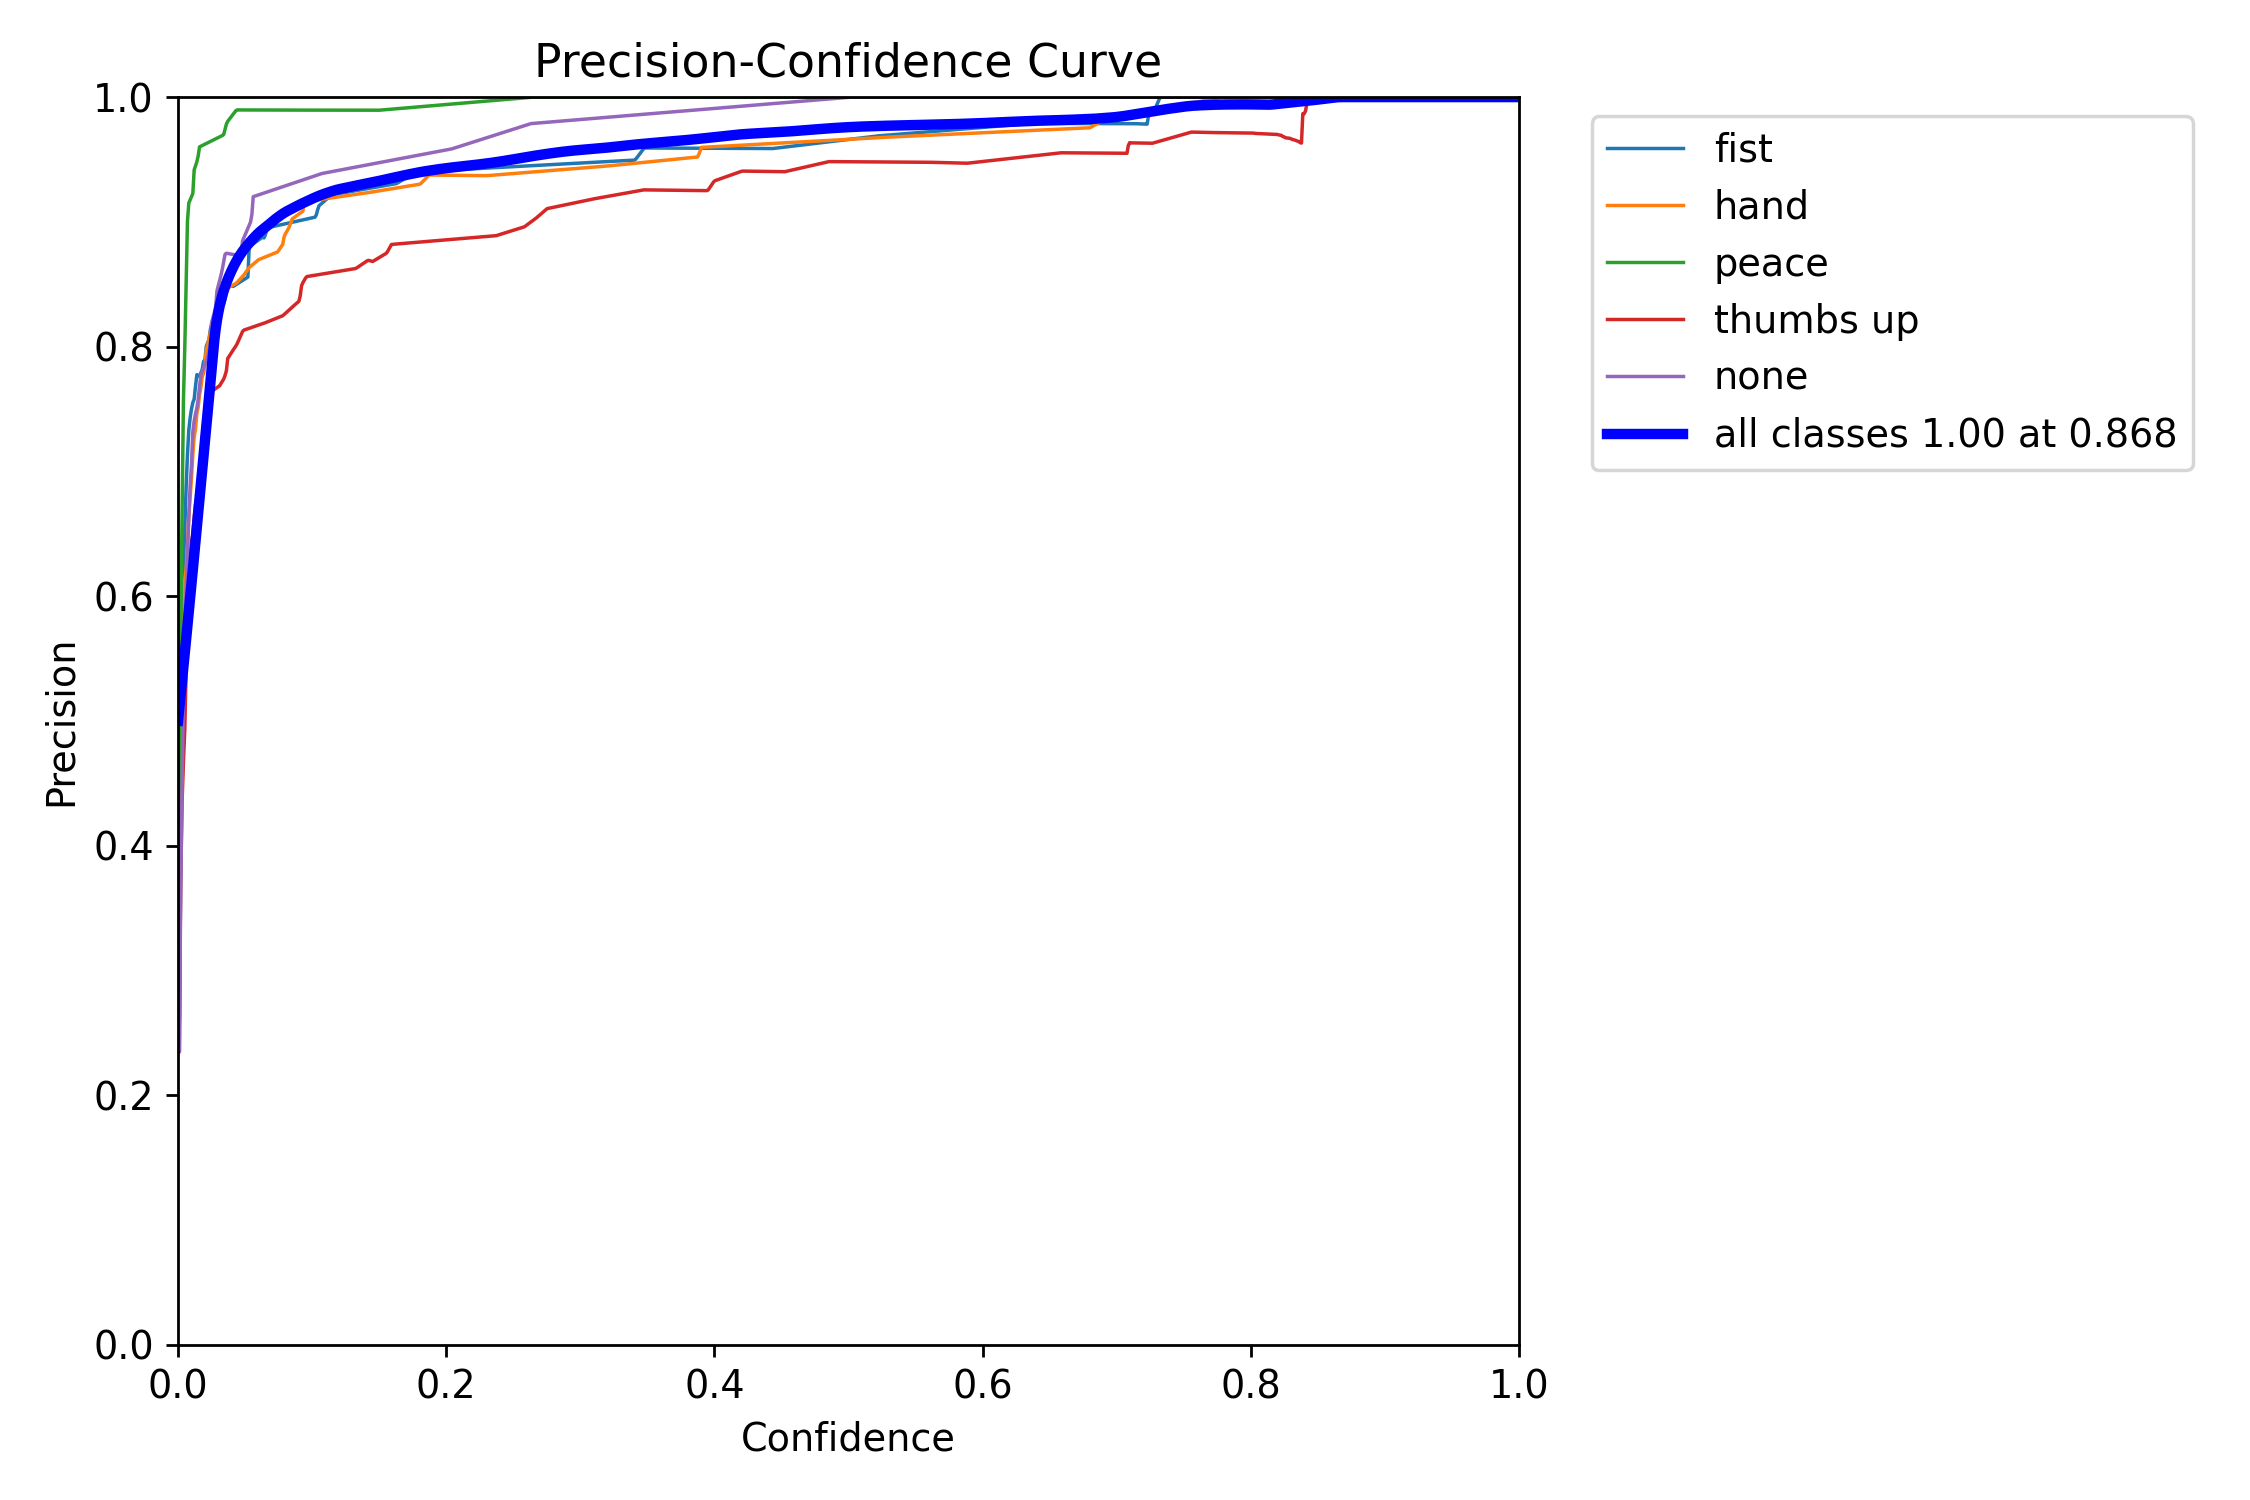 Precision-Confidence Curve
1.0
0.8
0.6
0.4
0.2
0.0
Precision
0.0 0.2 0.4 0.6 0.8 1.0
Confidence
fist
hand
peace
thumbs up
none
all classes 1.00 at 0.868